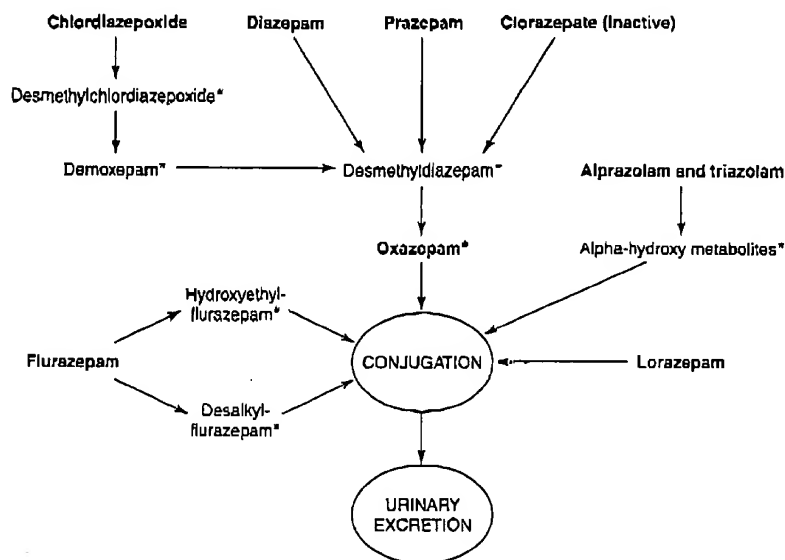 Chlordiazepoxide
Diazepam
Prazepam
Clorazepate (Inactive)
Desmethylchlordiazepoxide*
Demoxepam*
Desmethyldiazepam*
Alprazolam and triazolam
Oxazepam*
Alpha-hydroxy metabolites*
Hydroxyethyl-
flurazepam*
Flurazepam
CONJUGATION
Lorazepam
Desalkyl-
flurazepam*
URINARY
EXCRETION